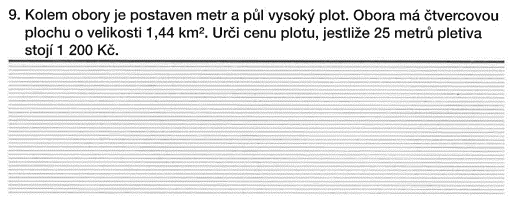 9. Kolem obory je postaven metr a půl vysoký plot. Obora má čtvercovou
plochu o velikosti 1,44 km². Urči cenu plotu, jestliže 25 metrů pletiva
stojí 1 200 Kč.